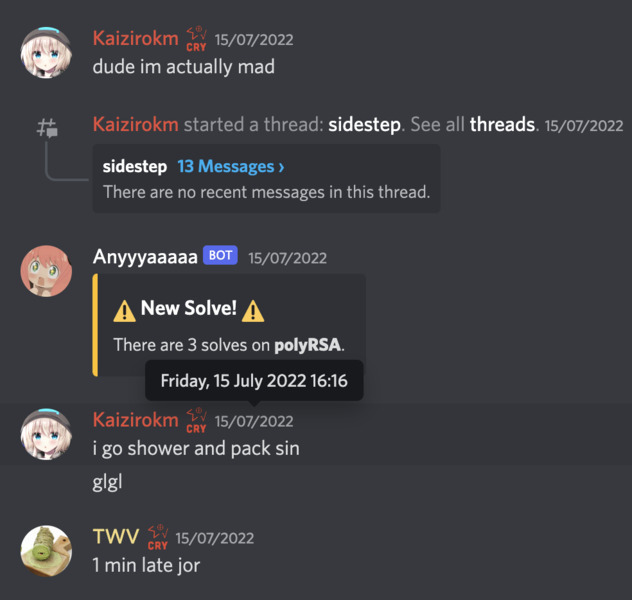 Kaizirokm CRY 15/07/2022
dude im actually mad
Kaizirokm started a thread: sidestep. See all threads. 15/07/2022
sidestep 13 Messages ›
There are no recent messages in this thread.
Anyyyaaaaa BOT 15/07/2022
⚠️ New Solve! ⚠️
There are 3 solves on polyRSA.
Friday, 15 July 2022 16:16
Kaizirokm CRY 15/07/2022
i go shower and pack sin
glgl
TWV CRY 15/07/2022
1 min late jor